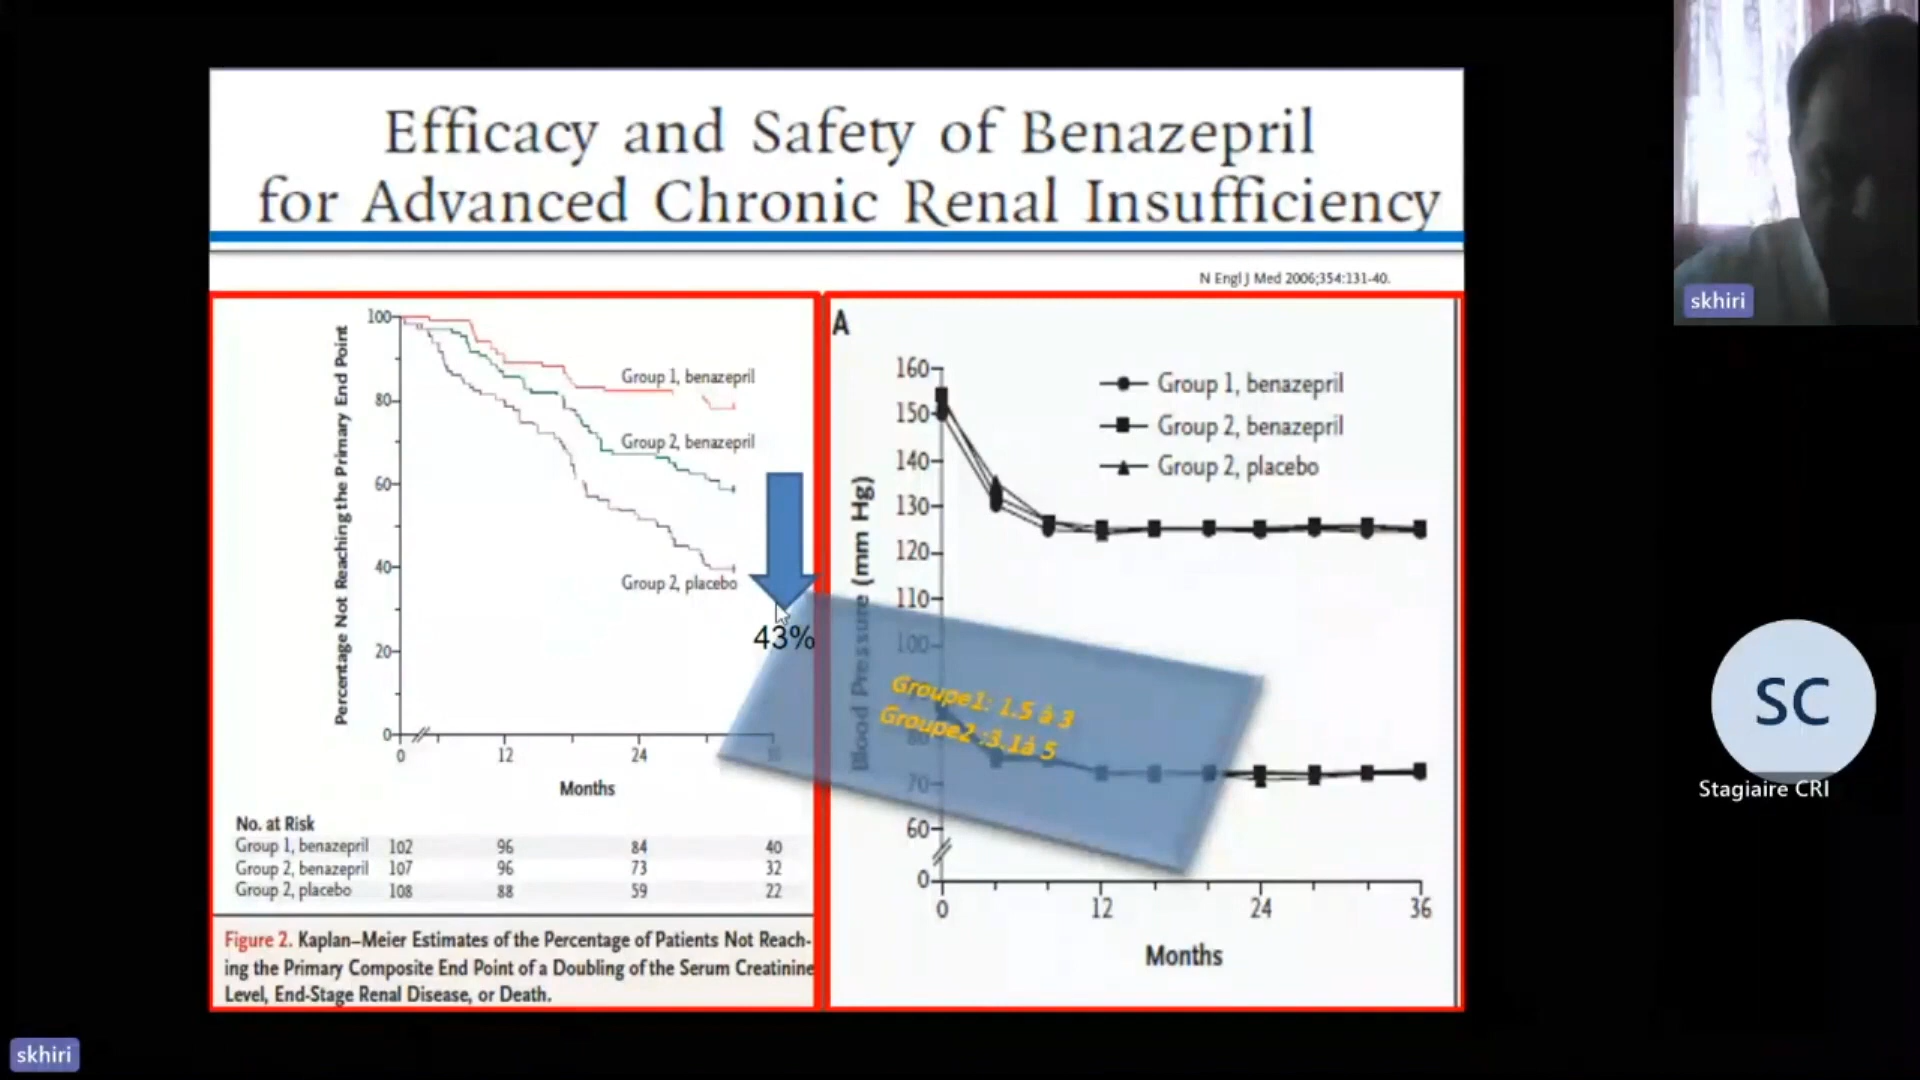 Efficacy and Safety of Benazepril
for Advanced Chronic Renal Insufficiency
N Engl J Med 2006;354:131-40.
Percentage Not Reaching the Primary End Point
100
80
60
40
20
0
Group 1, benazepril
Group 2, benazepril
Group 2, placebo
43%
0 12 24
Months
No. at Risk
Group 1, benazepril 102 96 84 40
Group 2, benazepril 107 96 73 32
Group 2, placebo 108 88 59 22
Figure 2. Kaplan–Meier Estimates of the Percentage of Patients Not Reach-
ing the Primary Composite End Point of a Doubling of the Serum Creatinine
Level, End-Stage Renal Disease, or Death.
A
Blood Pressure (mm Hg)
160
150
140
130
120
110
100
80
70
60
0
Group 1, benazepril
Group 2, benazepril
Group 2, placebo
Groupe1: 1.5 à 3
Groupe2 :3.1à 5
0 12 24 36
Months
skhiri
SC
Stagiaire CRI
skhiri